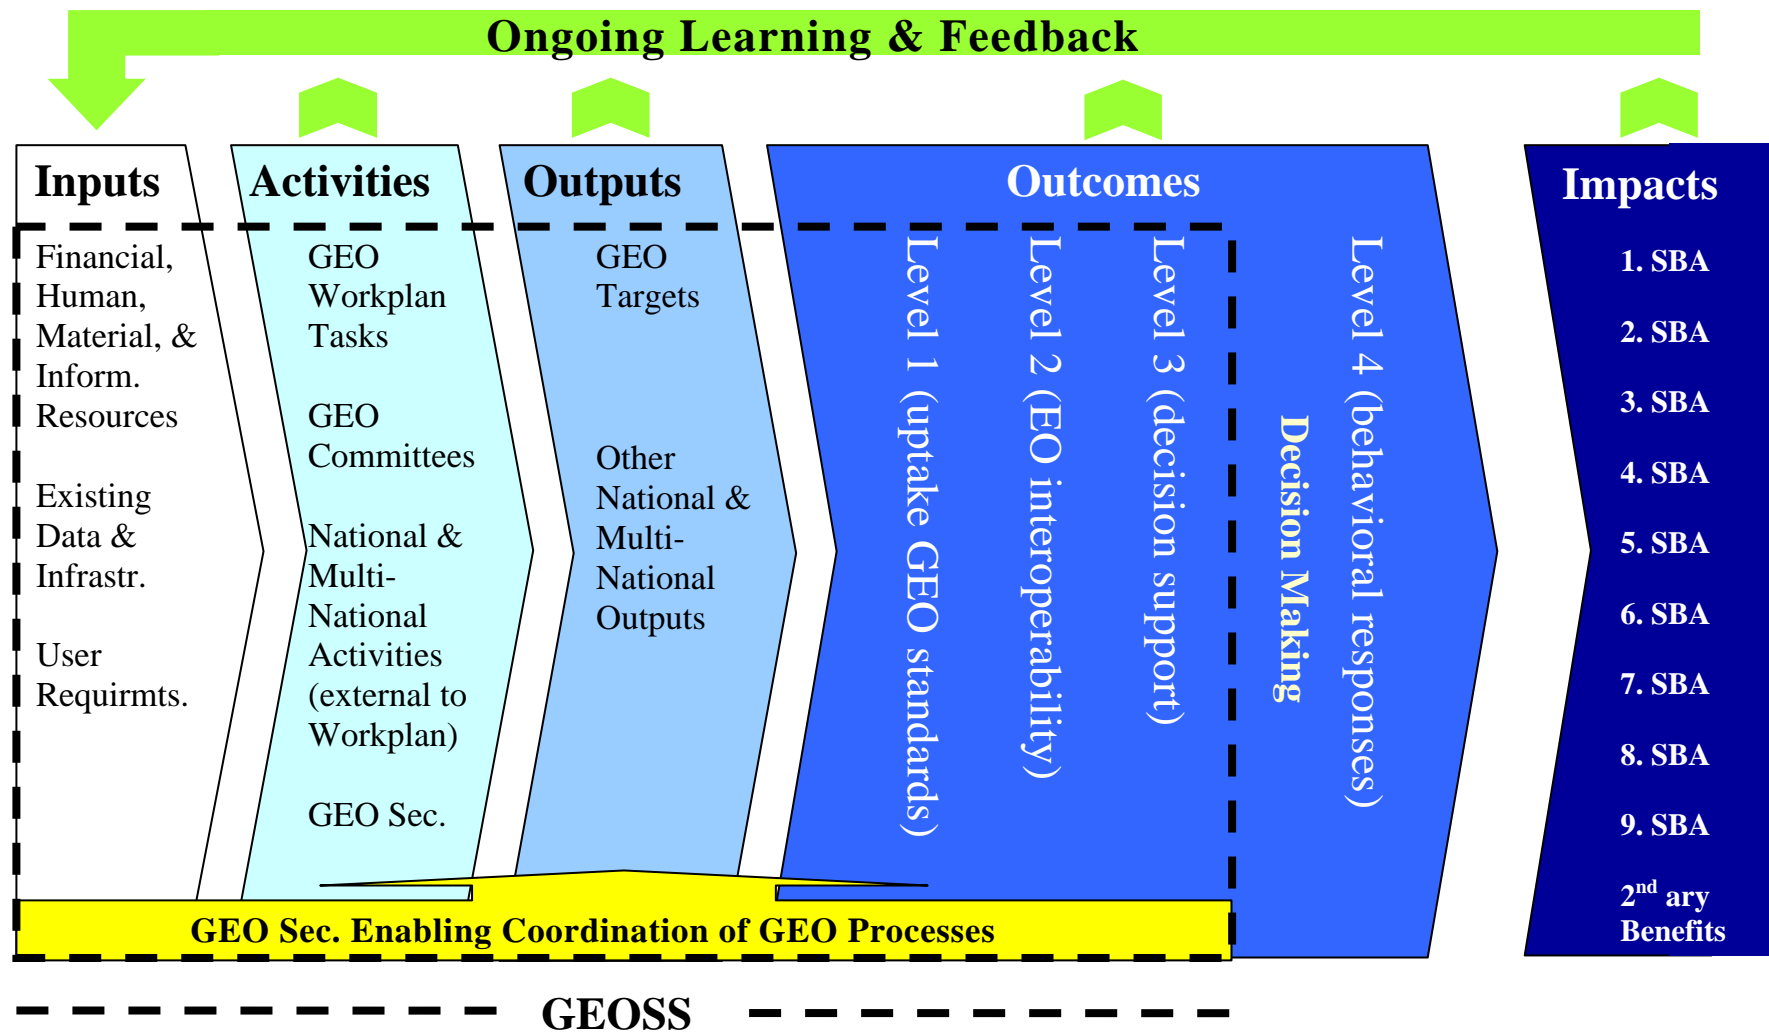 Ongoing Learning & Feedback
Inputs
Financial,
Human,
Material, &
Inform.
Resources
Existing
Data &
Infrastr.
User
Requirmts.
Activities
GEO
Workplan
Tasks
GEO
Committees
National &
Multi-
National
Activities
(external to
Workplan)
GEO Sec.
Outputs
GEO
Targets
Other
National &
Multi-
National
Outputs
Outcomes
Level 1 (uptake GEO standards)
Level 2 (EO interoperability)
Level 3 (decision support)
Decision Making
Level 4 (behavioral responses)
Impacts
1. SBA
2. SBA
3. SBA
4. SBA
5. SBA
6. SBA
7. SBA
8. SBA
9. SBA
2nd ary
Benefits
GEO Sec. Enabling Coordination of GEO Processes
GEOSS